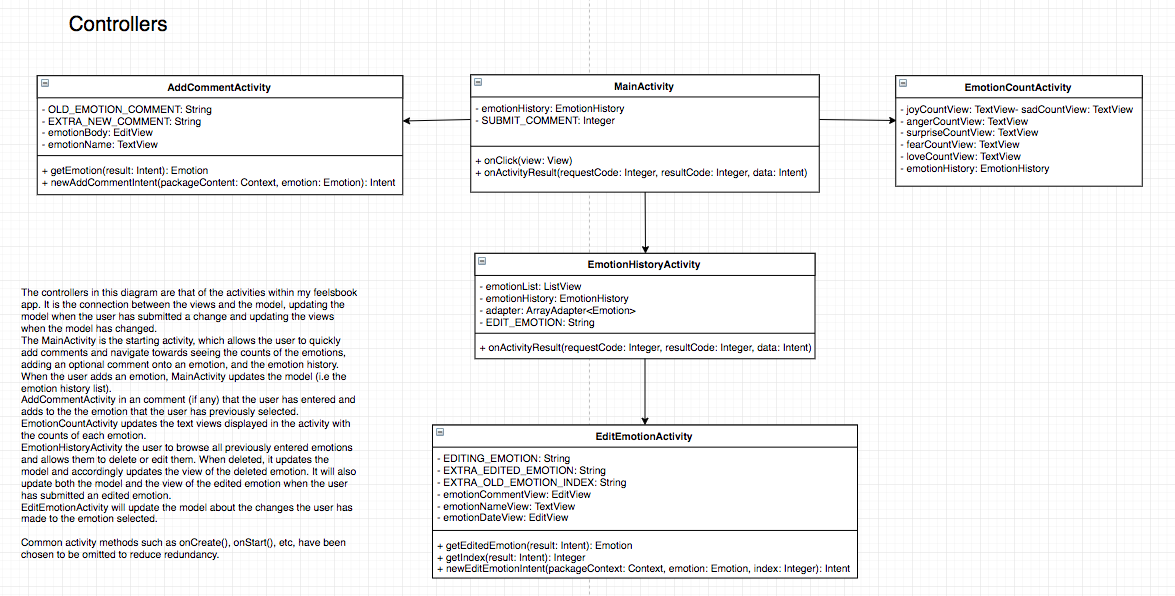 Controllers
AddCommentActivity
- OLD_EMOTION_COMMENT: String
- EXTRA_NEW_COMMENT: String
- emotionBody: EditView
- emotionName: TextView
+ getEmotion(result: Intent): Emotion
+ newAddCommentIntent(packageContent: Context, emotion: Emotion): Intent
MainActivity
- emotionHistory: EmotionHistory
- SUBMIT_COMMENT: Integer
+ onClick(view: View)
+ onActivityResult(requestCode: Integer, resultCode: Integer, data: Intent)
EmotionCountActivity
- joyCountView: TextView- sadCountView: TextView
- angerCountView: TextView
- surpriseCountView: TextView
- fearCountView: TextView
- loveCountView: TextView
- emotionHistory: EmotionHistory
EmotionHistoryActivity
- emotionList: ListView
- emotionHistory: EmotionHistory
- adapter: ArrayAdapter<Emotion>
- EDIT_EMOTION: String
+ onActivityResult(requestCode: Integer, resultCode: Integer, data: Intent)
EditEmotionActivity
- EDITING_EMOTION: String
- EXTRA_EDITED_EMOTION: String
- EXTRA_OLD_EMOTION_INDEX: String
- emotionCommentView: EditView
- emotionNameView: TextView
- emotionDateView: EditView
+ getEditedEmotion(result: Intent): Emotion
+ getIndex(result: Intent): Integer
+ newEditEmotionIntent(packageContext: Context, emotion: Emotion, index: Integer): Intent
The controllers in this diagram are that of the activities within my feelsbook
app. It is the connection between the views and the model, updating the
model when the user has submitted a change and updating the views
when the model has changed.
The MainActivity is the starting activity, which allows the user to quickly
add comments and navigate towards seeing the counts of the emotions,
adding an optional comment onto an emotion, and the emotion history.
When the user adds an emotion, MainActivity updates the model (i.e the
emotion history list).
AddCommentActivity in an comment (if any) that the user has entered and
adds to the the emotion that the user has previously selected.
EmotionCountActivity updates the text views displayed in the activity with
the counts of each emotion.
EmotionHistoryActivity the user to browse all previously entered emotions
and allows them to delete or edit them. When deleted, it updates the
model and accordingly updates the view of the deleted emotion. It will also
update both the model and the view of the edited emotion when the user
has submitted an edited emotion.
EditEmotionActivity will update the model about the changes the user has
made to the emotion selected.
Common activity methods such as onCreate(), onStart(), etc, have been
chosen to be omitted to reduce redundancy.